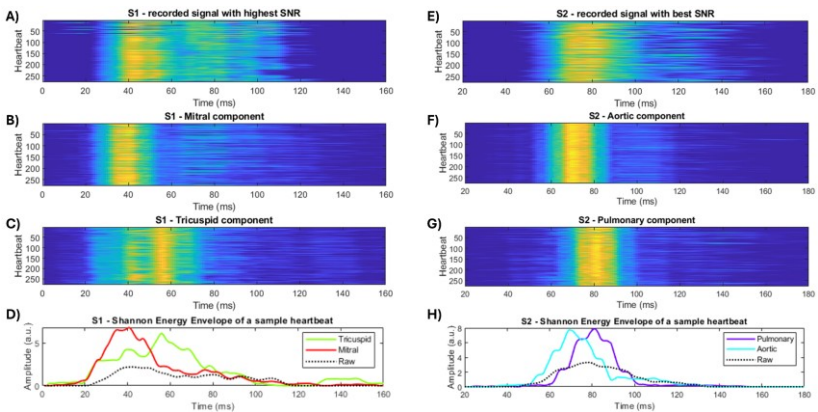 A)
S1 - recorded signal with highest SNR
Heartbeat
50
100
150
200
250
0 20 40 60 80 100 120 140 160
Time (ms)
B)
S1 - Mitral component
Heartbeat
50
100
150
200
250
0 20 40 60 80 100 120 140 160
Time (ms)
C)
S1 - Tricuspid component
Heartbeat
50
100
150
200
250
0 20 40 60 80 100 120 140 160
Time (ms)
D)
S1 - Shannon Energy Envelope of a sample heartbeat
Amplitude (a.u.)
5
0
Tricuspid
Mitral
Raw
0 20 40 60 80 100 120 140 160
Time (ms)
E)
S2 - recorded signal with best SNR
Heartbeat
50
100
150
200
250
20 40 60 80 100 120 140 160 180
Time (ms)
F)
S2 - Aortic component
Heartbeat
50
100
150
200
250
20 40 60 80 100 120 140 160 180
Time (ms)
G)
S2 - Pulmonary component
Heartbeat
50
100
150
200
250
20 40 60 80 100 120 140 160 180
Time (ms)
H)
S2 - Shannon Energy Envelope of a sample heartbeat
Amplitude (a.u.)
8
6
4
2
0
Pulmonary
Aortic
Raw
20 40 60 80 100 120 140 160 180
Time (ms)